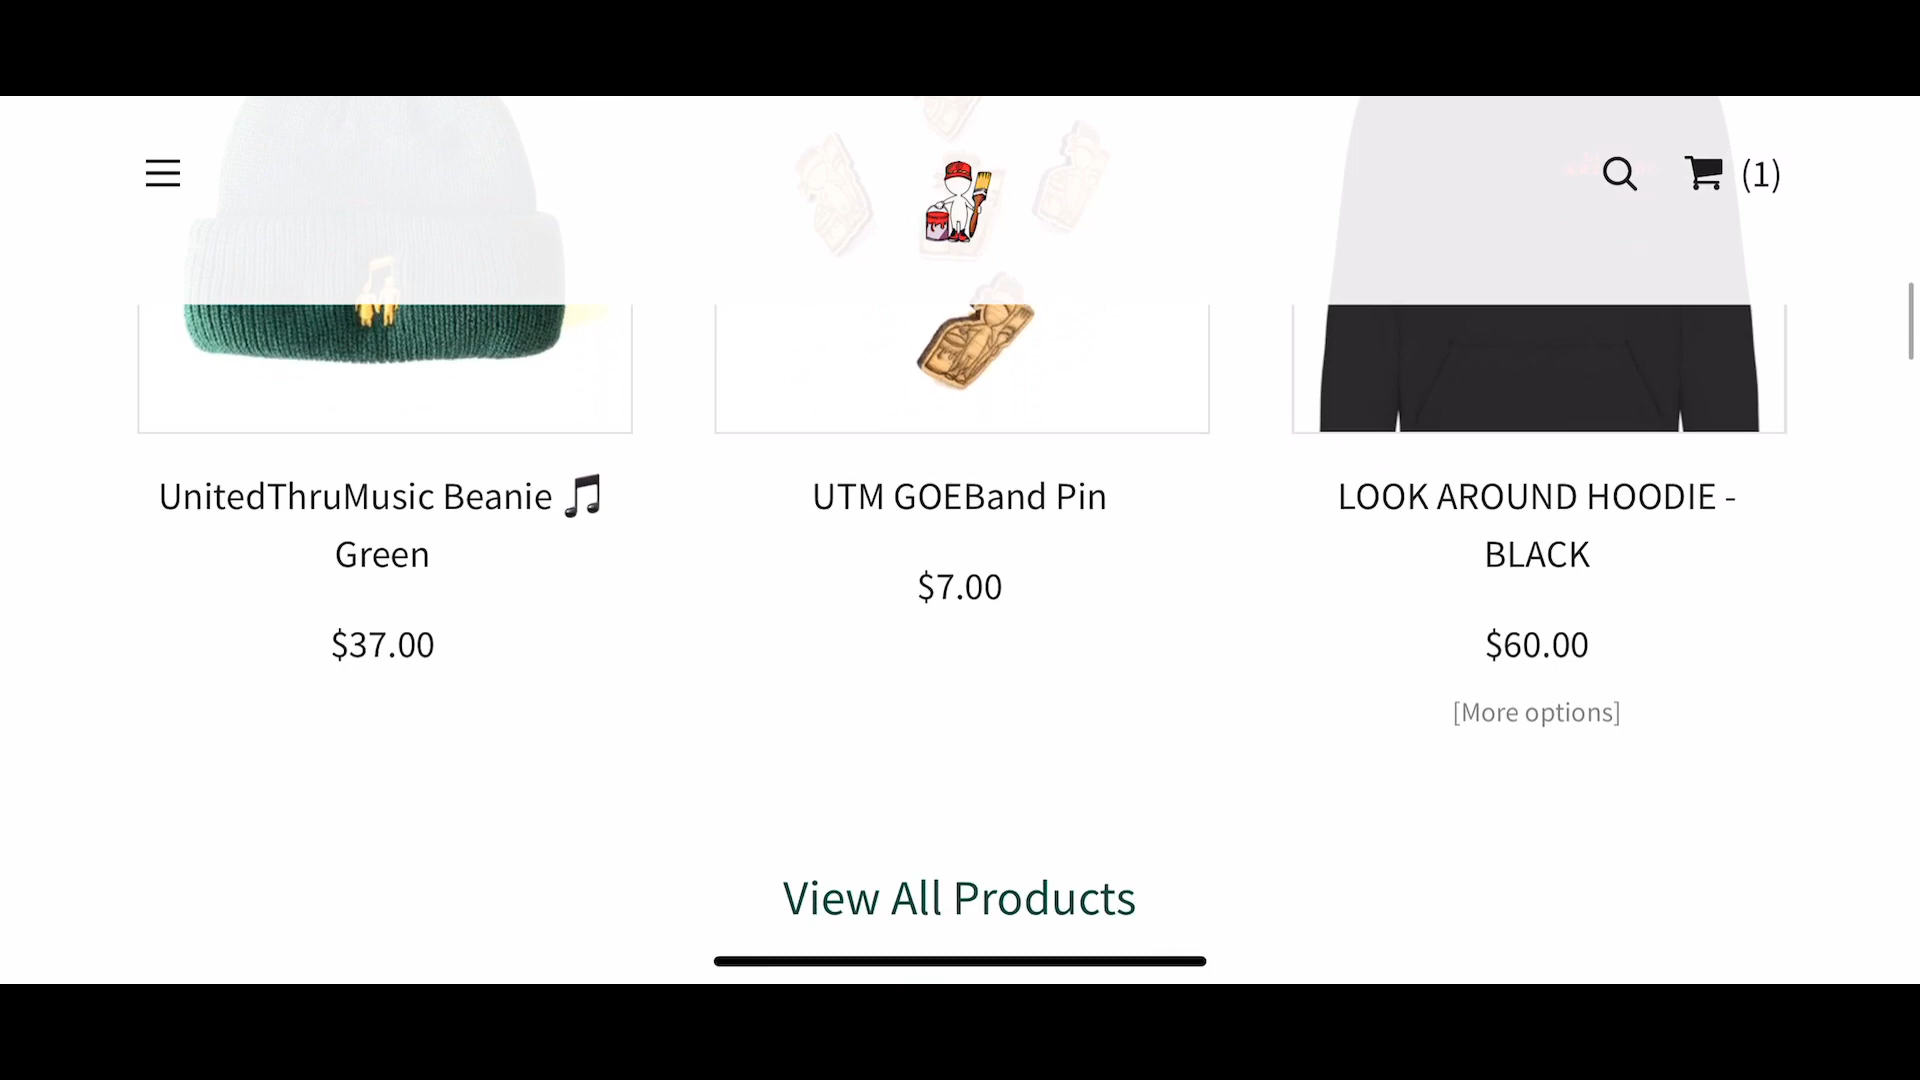 (1)
UnitedThruMusic Beanie 🎵
Green
$37.00
UTM GOEBand Pin
$7.00
LOOK AROUND HOODIE -
BLACK
$60.00
[More options]
View All Products